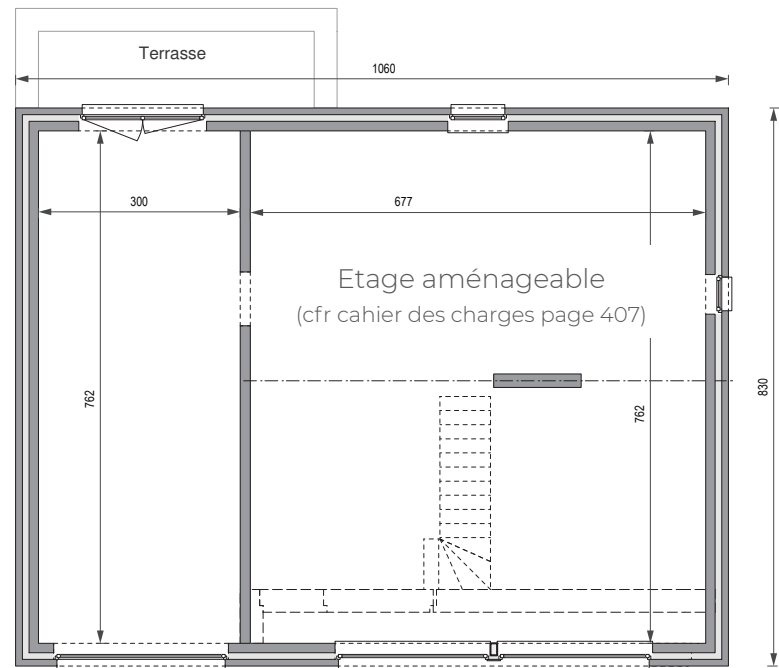 Terrasse
1060
300
677
Etage aménageable
(cfr cahier des charges page 407)
762
762
830